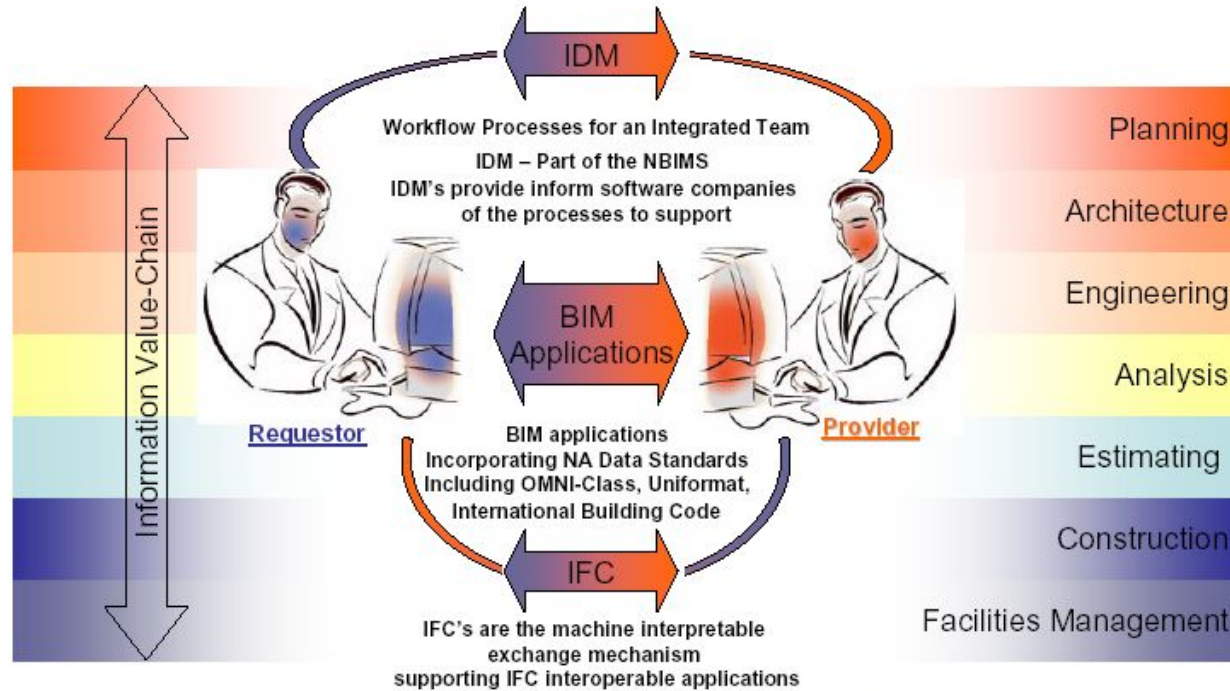 IDM
Workflow Processes for an Integrated Team
IDM – Part of the NBIMS
IDM's provide inform software companies
of the processes to support
Information Value-Chain
BIM
Applications
Requestor
Provider
BIM applications
Incorporating NA Data Standards
Including OMNI-Class, Uniformat,
International Building Code
IFC
IFC's are the machine interpretable
exchange mechanism
supporting IFC interoperable applications
Planning
Architecture
Engineering
Analysis
Estimating
Construction
Facilities Management